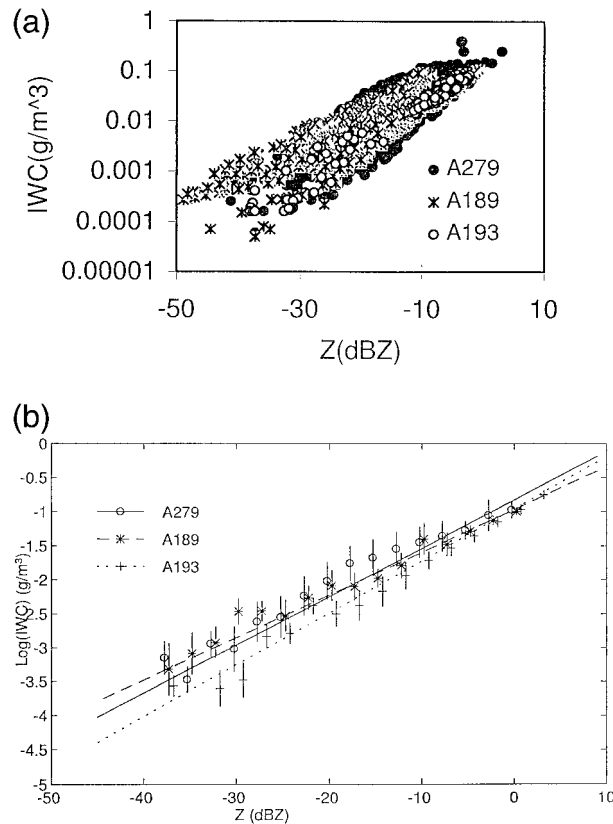 (a)
1
0.1
0.01
0.001
0.0001
0.00001
IWC(g/m^3)
A279
A189
A193
-50 -30 -10 10
Z(dBZ)
(b)
0
-0.5
-1
-1.5
-2
-2.5
-3
-3.5
-4
-4.5
-5
Log(IWC) (g/m³)
A279
A189
A193
-50 -40 -30 -20 -10 0 10
Z (dBZ)